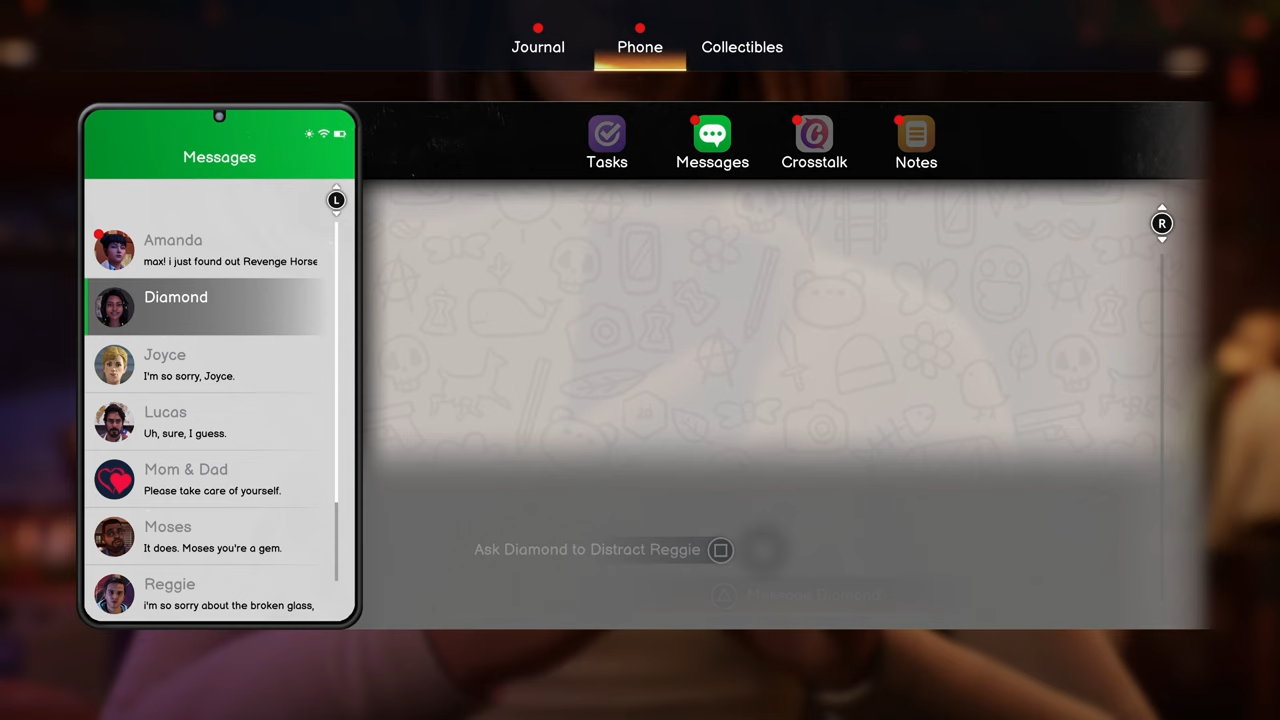 Journal
Phone
Collectibles
Messages
Tasks
Messages
Crosstalk
Notes
L
R
Amanda
max! i just found out Revenge Horse
Diamond
Joyce
I'm so sorry, Joyce.
Lucas
Uh, sure, I guess.
Mom & Dad
Please take care of yourself.
Moses
It does. Moses you're a gem.
Reggie
i'm so sorry about the broken glass,
Ask Diamond to Distract Reggie
Message Diamond